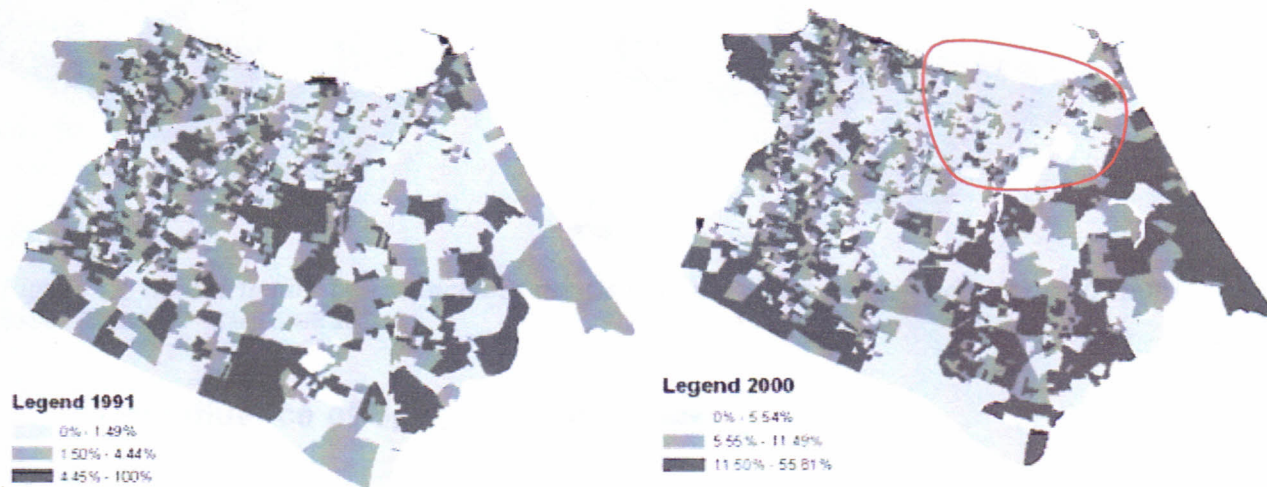 Legend 1991
0% - 1.49%
1.50% - 4.44%
4.45% - 100%
Legend 2000
0% - 5.54%
5.55% - 11.49%
11.50% - 55.81%